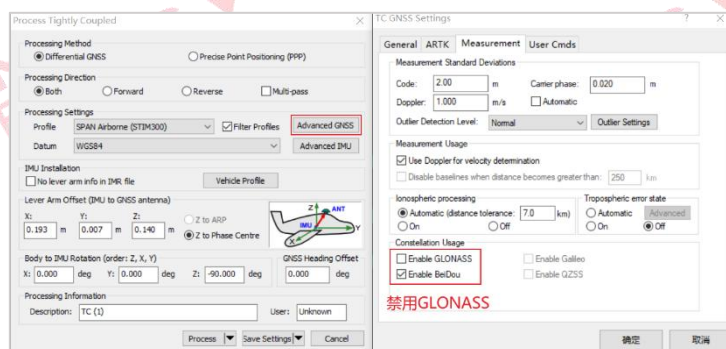 Process Tightly Coupled
Processing Method
Differential GNSS
Precise Point Positioning (PPP)
Processing Direction
Both
Forward
Reverse
Multi-pass
Processing Settings
Profile SPAN Airborne (STIM300) Filter Profiles Advanced GNSS
Datum WGS84 Advanced IMU
IMU Installation
No lever arm info in IMR file Vehicle Profile
Lever Arm Offset (IMU to GNSS antenna)
X: Y: Z:
0.193 m 0.007 m 0.140 m
Z to ARP
Z to Phase Centre
Z ANT
IMU Y
X
Body to IMU Rotation (order: Z, X, Y)
X: 0.000 deg Y: 0.000 deg Z: -90.000 deg
GNSS Heading Offset
0.000 deg
Processing Information
Description: TC (1) User: Unknown
Process Save Settings Cancel
TC GNSS Settings ? ×
General ARTK Measurement User Cmds
Measurement Standard Deviations
Code: 2.00 m Carrier phase: 0.020 m
Doppler: 1.000 m/s Automatic
Outlier Detection Level: Normal Outlier Settings
Measurement Usage
Use Doppler for velocity determination
Disable baselines when distance becomes greater than: 250 km
Ionospheric processing
Automatic (distance tolerance: 7.0 km)
On Off
Tropospheric error state
Automatic Advanced
On Off
Constellation Usage
Enable GLONASS Enable Galileo
Enable BeiDou Enable QZSS
禁用GLONASS
确定 取消